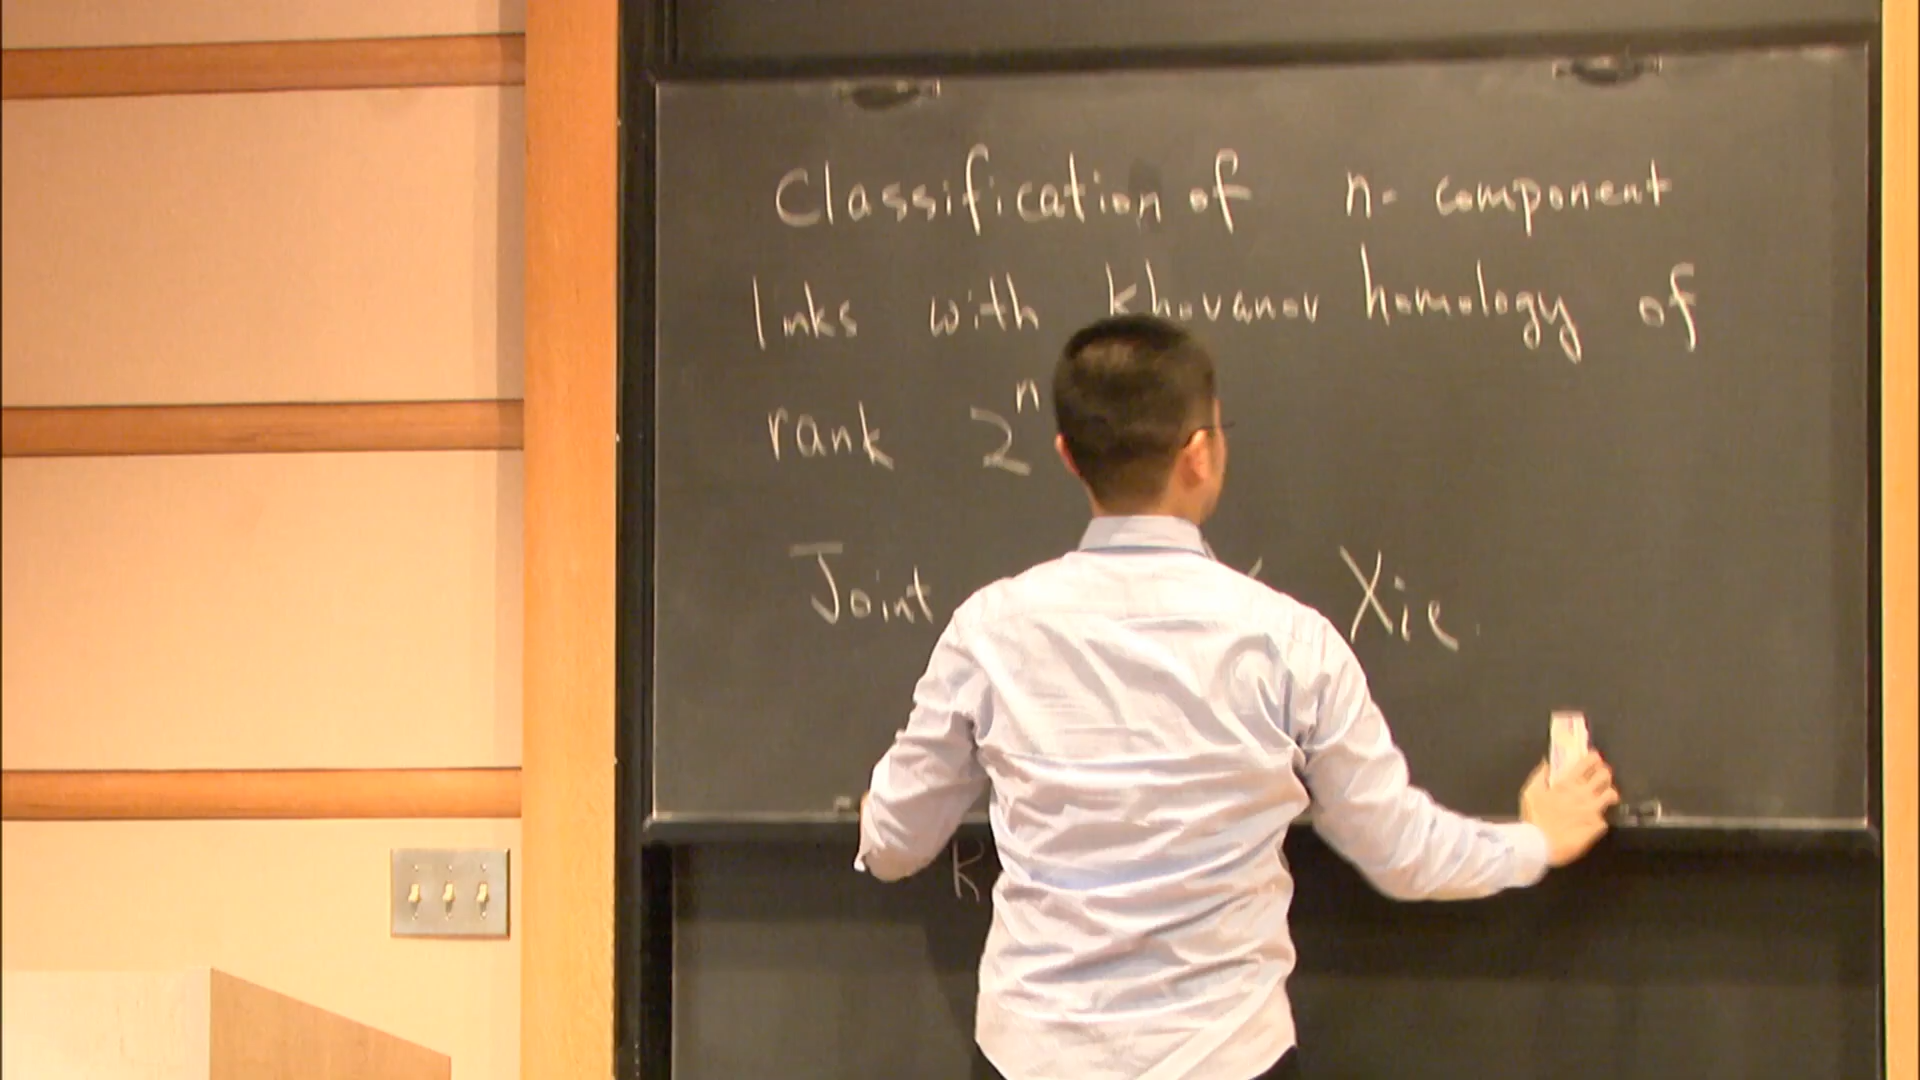 Classification of n-component
links with Khovanov homology of
rank 2^n
Joint Xie.
K